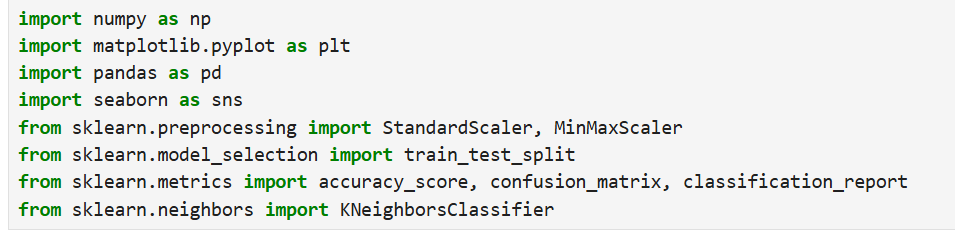 import numpy as np
import matplotlib.pyplot as plt
import pandas as pd
import seaborn as sns
from sklearn.preprocessing import StandardScaler, MinMaxScaler
from sklearn.model_selection import train_test_split
from sklearn.metrics import accuracy_score, confusion_matrix, classification_report
from sklearn.neighbors import KNeighborsClassifier